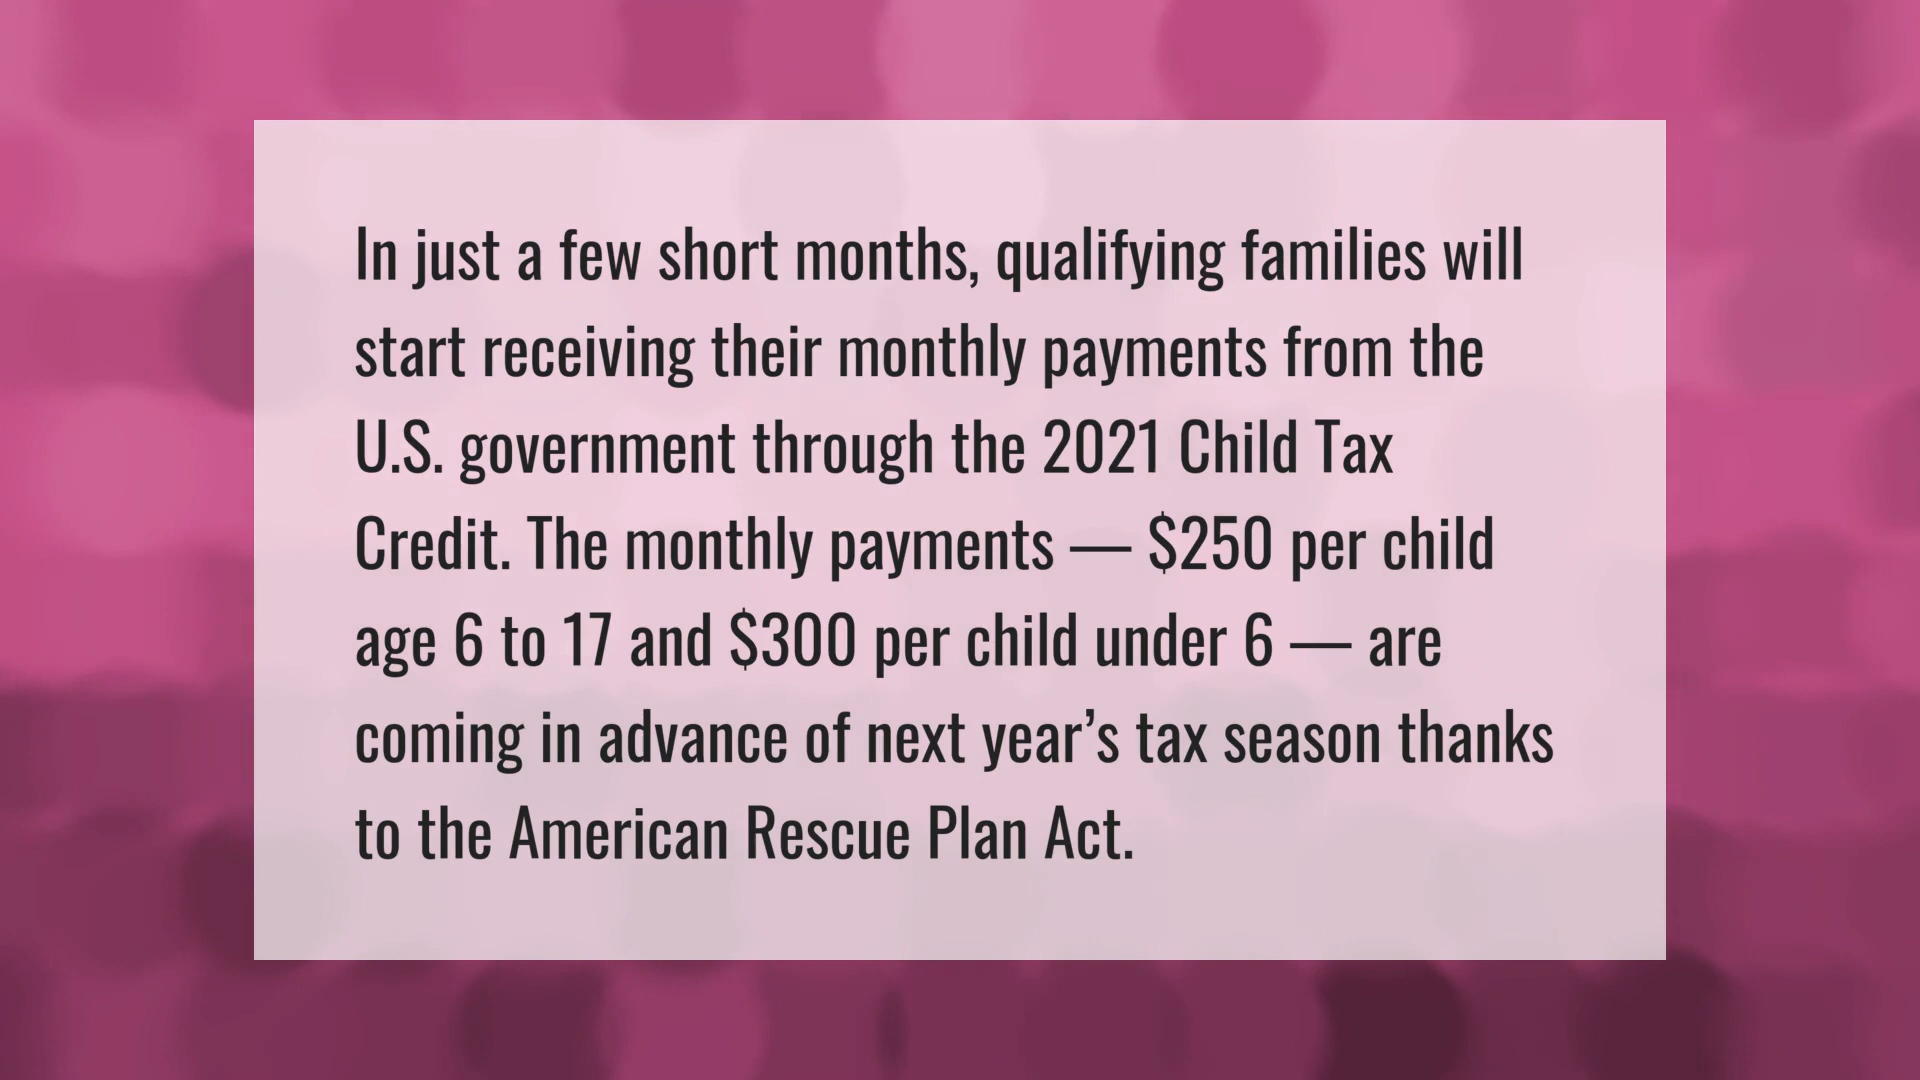 In just a few short months, qualifying families will
start receiving their monthly payments from the
U.S. government through the 2021 Child Tax
Credit. The monthly payments — $250 per child
age 6 to 17 and $300 per child under 6 — are
coming in advance of next year’s tax season thanks
to the American Rescue Plan Act.